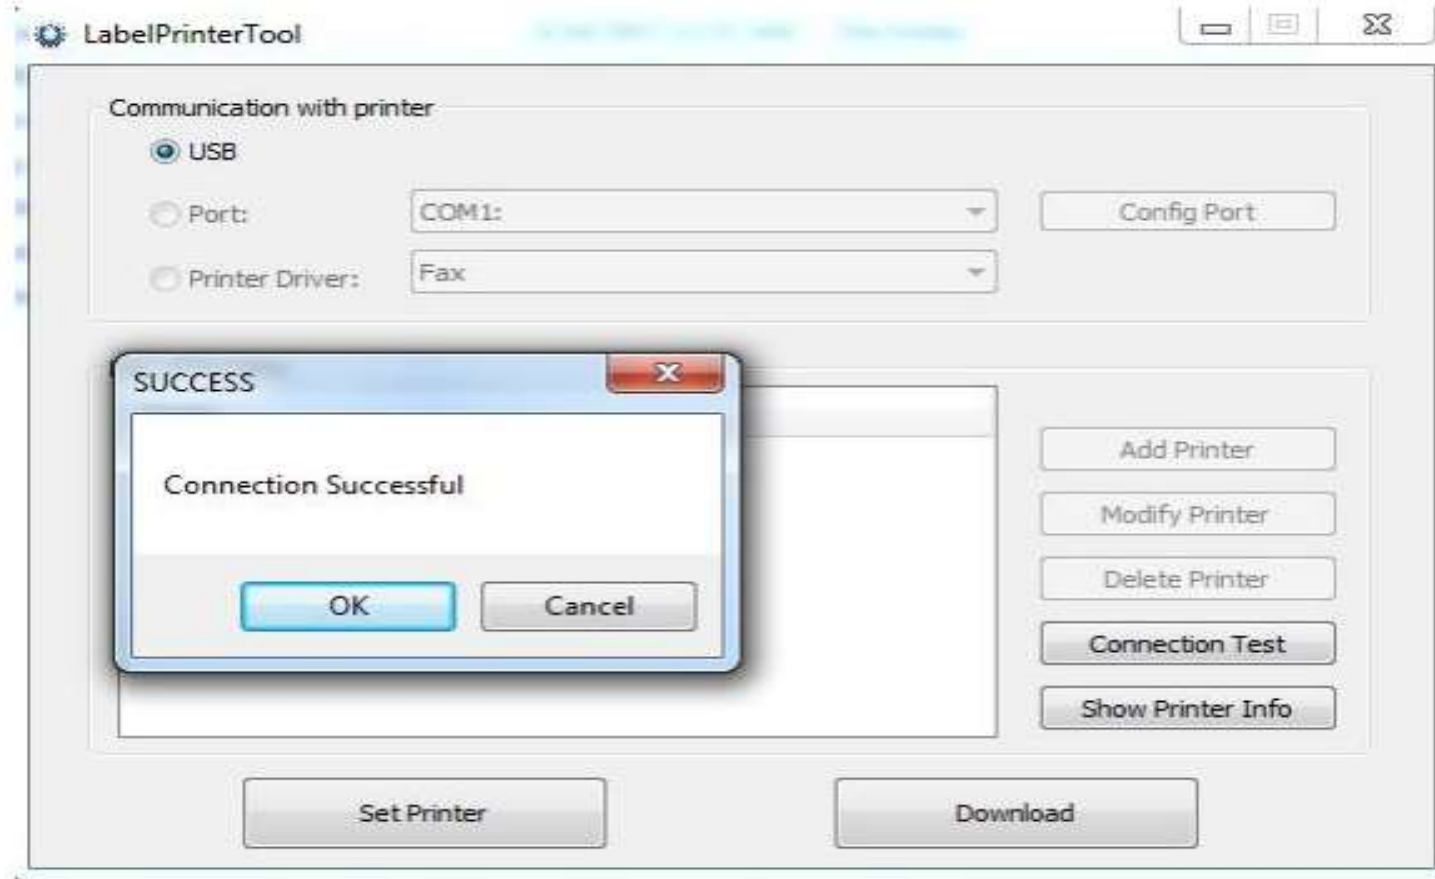 LabelPrinterTool
Communication with printer
USB
Port: COM1: Config Port
Printer Driver: Fax
SUCCESS
Connection Successful
OK Cancel
Add Printer
Modify Printer
Delete Printer
Connection Test
Show Printer Info
Set Printer Download